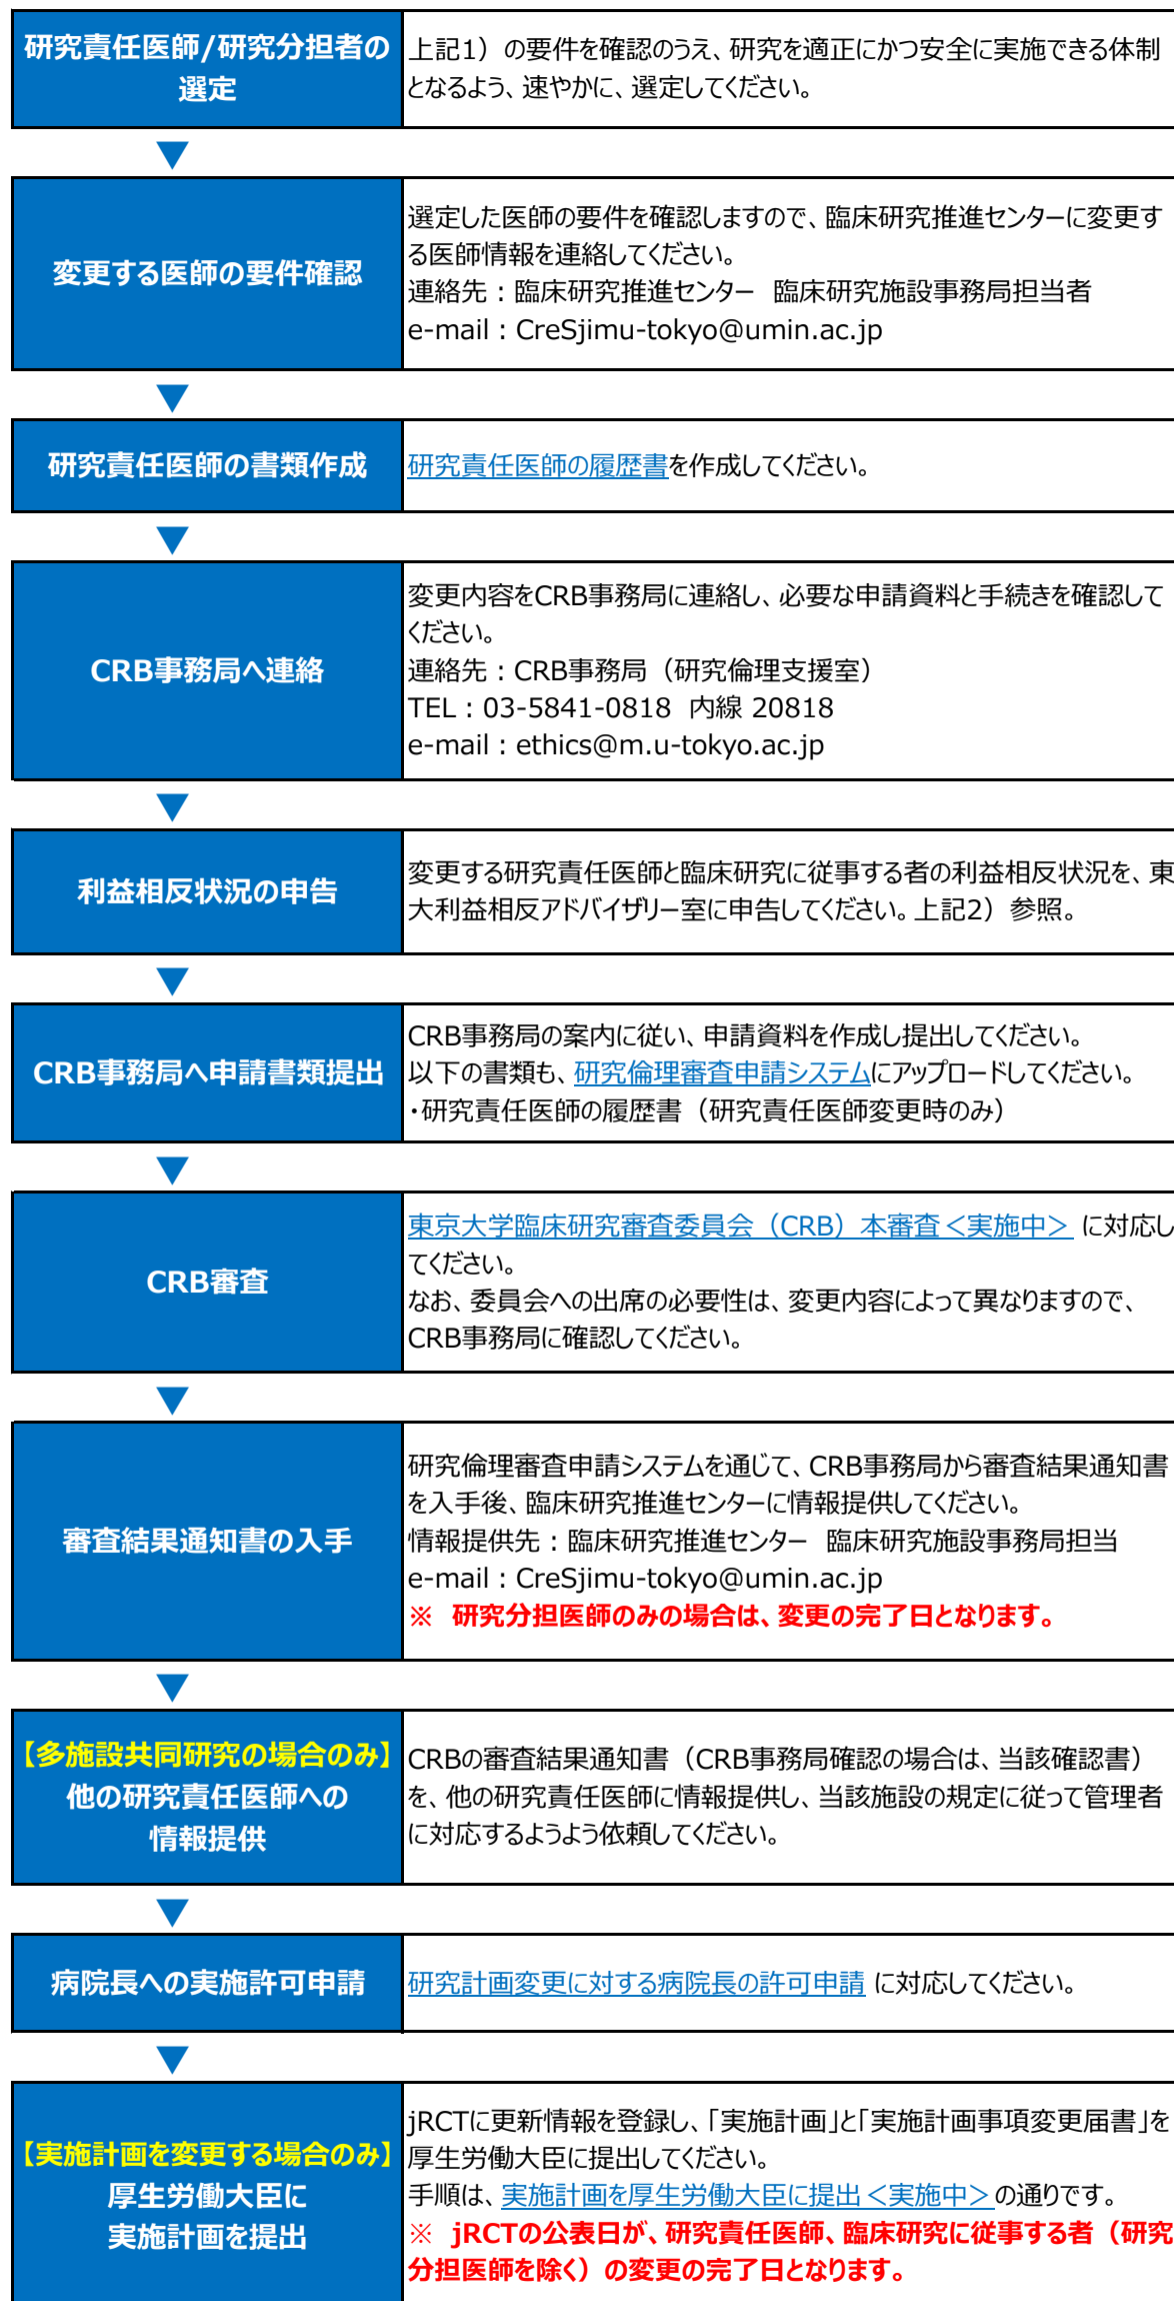 研究責任医師/研究分担者の
選定
上記1）の要件を確認のうえ、研究を適正にかつ安全に実施できる体制
となるよう、速やかに、選定してください。
▼
変更する医師の要件確認
選定した医師の要件を確認しますので、臨床研究推進センターに変更す
る医師情報を連絡してください。
連絡先：臨床研究推進センター 臨床研究施設事務局担当者
e-mail：CreSjimu-tokyo@umin.ac.jp
▼
研究責任医師の書類作成
研究責任医師の履歴書を作成してください。
▼
CRB事務局へ連絡
変更内容をCRB事務局に連絡し、必要な申請資料と手続きを確認して
ください。
連絡先：CRB事務局（研究倫理支援室）
TEL：03-5841-0818 内線 20818
e-mail：ethics@m.u-tokyo.ac.jp
▼
利益相反状況の申告
変更する研究責任医師と臨床研究に従事する者の利益相反状況を、東
大利益相反アドバイザリー室に申告してください。上記2）参照。
▼
CRB事務局へ申請書類提出
CRB事務局の案内に従い、申請資料を作成し提出してください。
以下の書類も、研究倫理審査申請システムにアップロードしてください。
・研究責任医師の履歴書（研究責任医師変更時のみ）
▼
CRB審査
東京大学臨床研究審査委員会（CRB）本審査＜実施中＞ に対応し
てください。
なお、委員会への出席の必要性は、変更内容によって異なりますので、
CRB事務局に確認してください。
▼
審査結果通知書の入手
研究倫理審査申請システムを通じて、CRB事務局から審査結果通知書
を入手後、臨床研究推進センターに情報提供してください。
情報提供先：臨床研究推進センター 臨床研究施設事務局担当
e-mail：CreSjimu-tokyo@umin.ac.jp
※ 研究分担医師のみの場合は、変更の完了日となります。
▼
【多施設共同研究の場合のみ】
他の研究責任医師への
情報提供
CRBの審査結果通知書（CRB事務局確認の場合は、当該確認書）
を、他の研究責任医師に情報提供し、当該施設の規定に従って管理者
に対応するようよう依頼してください。
▼
病院長への実施許可申請
研究計画変更に対する病院長の許可申請 に対応してください。
▼
【実施計画を変更する場合のみ】
厚生労働大臣に
実施計画を提出
jRCTに更新情報を登録し、「実施計画」と「実施計画事項変更届書」を
厚生労働大臣に提出してください。
手順は、実施計画を厚生労働大臣に提出＜実施中＞の通りです。
※ jRCTの公表日が、研究責任医師、臨床研究に従事する者（研究
分担医師を除く）の変更の完了日となります。